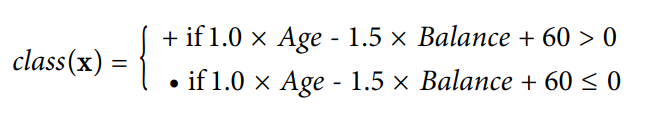 class(x) = { + if 1.0 × Age - 1.5 × Balance + 60 > 0
• if 1.0 × Age - 1.5 × Balance + 60 ≤ 0